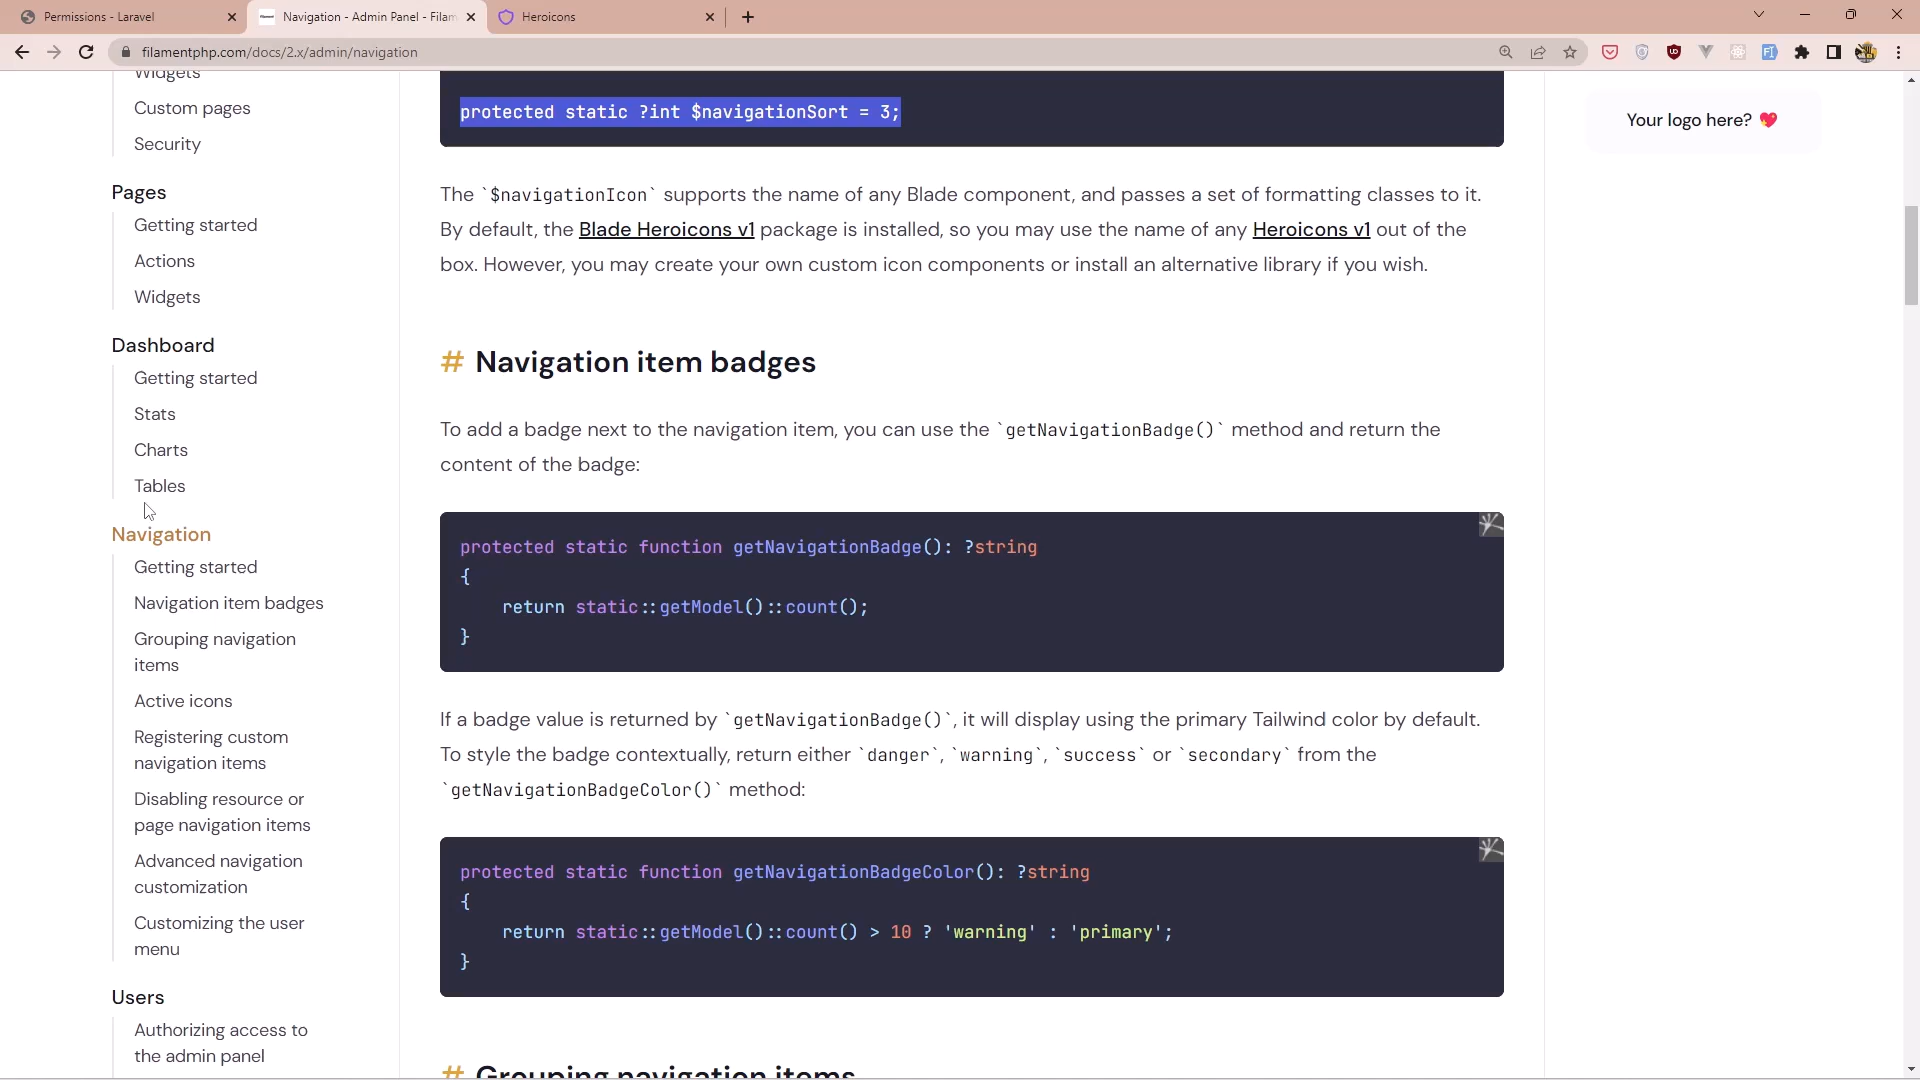 Permissions - Laravel
Navigation - Admin Panel - Filam
Heroicons
filamentphp.com/docs/2.x/admin/navigation
Widgets
Custom pages
Security
Pages
Getting started
Actions
Widgets
Dashboard
Getting started
Stats
Charts
Tables
Navigation
Getting started
Navigation item badges
Grouping navigation
items
Active icons
Registering custom
navigation items
Disabling resource or
page navigation items
Advanced navigation
customization
Customizing the user
menu
Users
Authorizing access to
the admin panel
protected static ?int $navigationSort = 3;
The `$navigationIcon` supports the name of any Blade component, and passes a set of formatting classes to it.
By default, the Blade Heroicons v1 package is installed, so you may use the name of any Heroicons v1 out of the
box. However, you may create your own custom icon components or install an alternative library if you wish.
# Navigation item badges
To add a badge next to the navigation item, you can use the `getNavigationBadge()` method and return the
content of the badge:
protected static function getNavigationBadge(): ?string
{
return static::getModel()::count();
}
If a badge value is returned by `getNavigationBadge()`, it will display using the primary Tailwind color by default.
To style the badge contextually, return either `danger`, `warning`, `success` or `secondary` from the
`getNavigationBadgeColor()` method:
protected static function getNavigationBadgeColor(): ?string
{
return static::getModel()::count() > 10 ? 'warning' : 'primary';
}
# Grouping navigation items
Your logo here? 💖